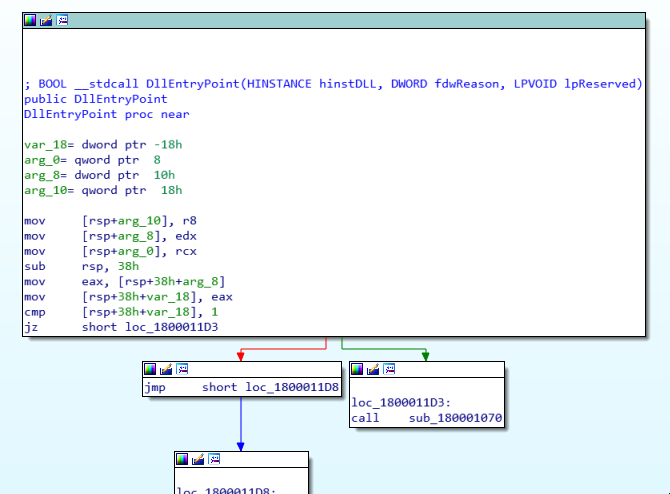 ; BOOL __stdcall DllEntryPoint(HINSTANCE hinstDLL, DWORD fdwReason, LPVOID lpReserved)
public DllEntryPoint
DllEntryPoint proc near
var_18= dword ptr -18h
arg_0= qword ptr  8
arg_8= dword ptr  10h
arg_10= qword ptr  18h
mov     [rsp+arg_10], r8
mov     [rsp+arg_8], edx
mov     [rsp+arg_0], rcx
sub     rsp, 38h
mov     eax, [rsp+38h+arg_8]
mov     [rsp+38h+var_18], eax
cmp     [rsp+38h+var_18], 1
jz      short loc_1800011D3
jmp     short loc_1800011D8
loc_1800011D3:
call    sub_180001070
loc_1800011D8: